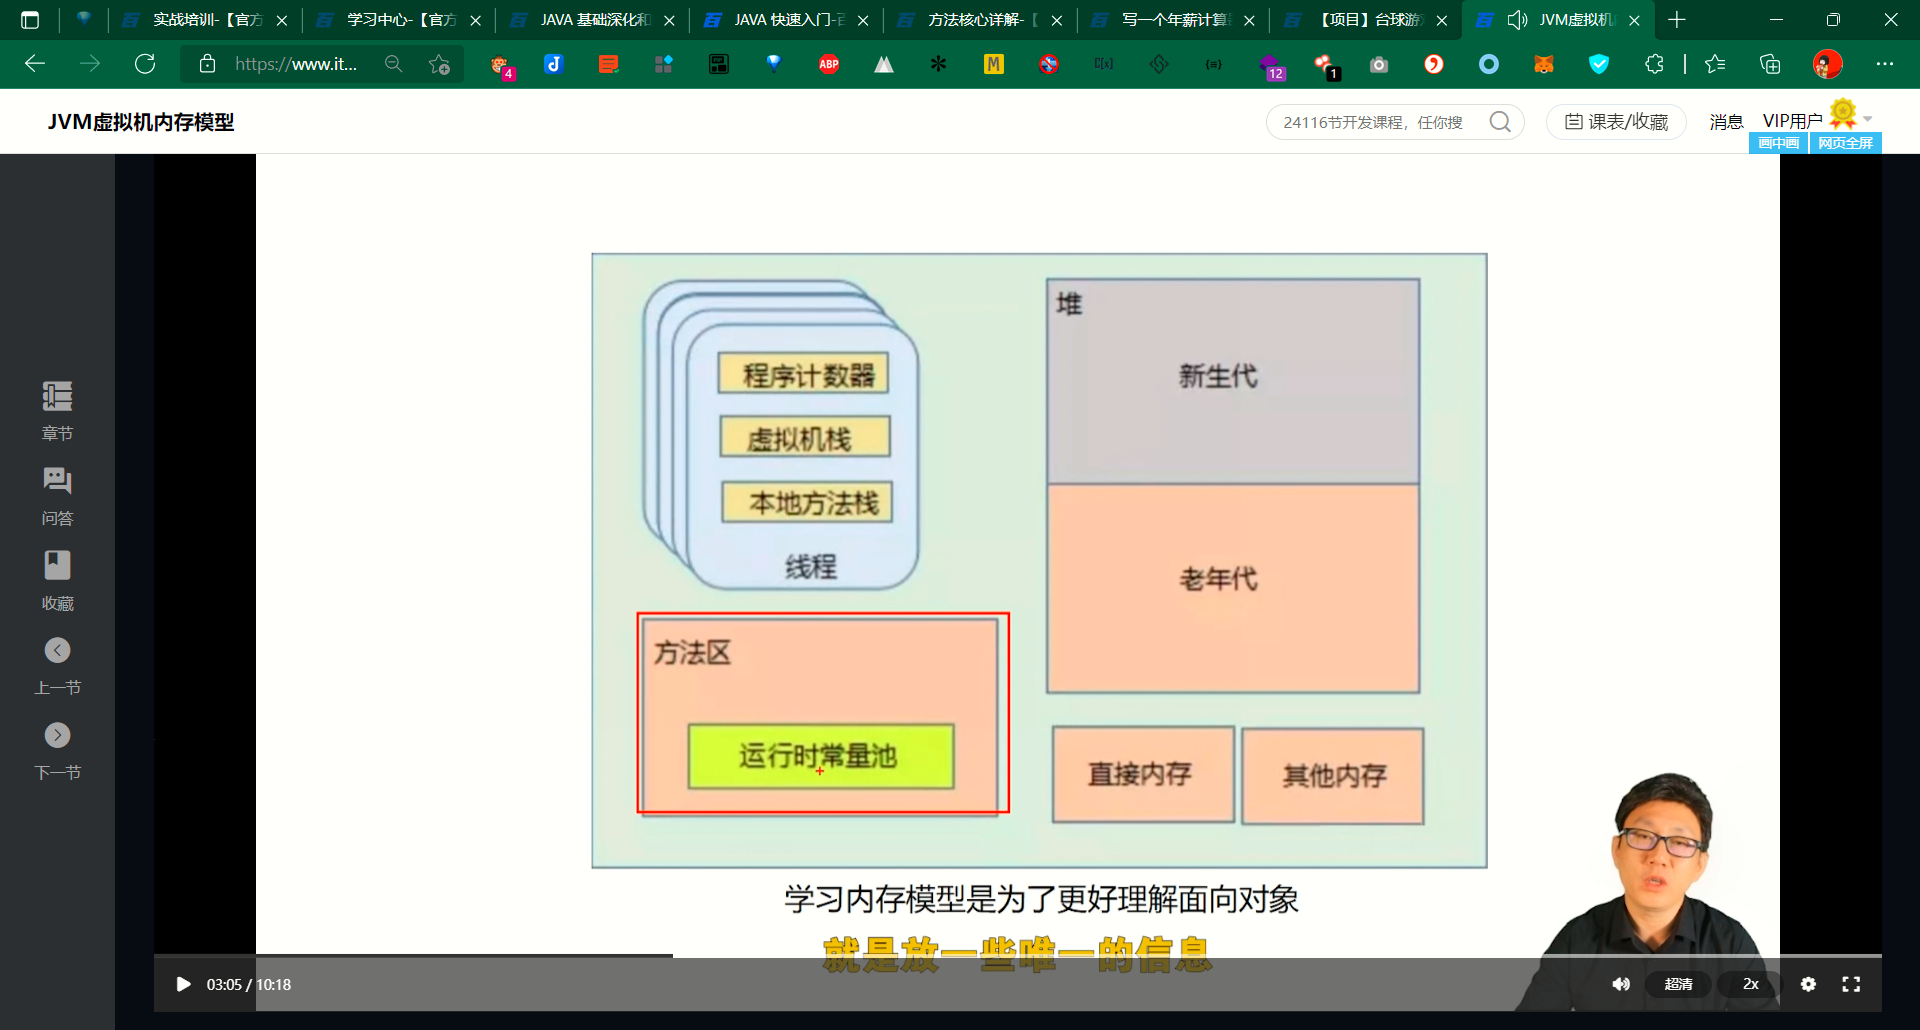 实战培训-【官方
学习中心-【官方
JAVA 基础深化和
JAVA 快速入门-百
方法核心详解-【
写一个年薪计算
【项目】台球游
JVM虚拟机
https://www.it...
4
ABP
M
12
1
JVM虚拟机内存模型
24116节开发课程，任你搜
课表/收藏
消息
VIP用户
画中画
网页全屏
章节
问答
收藏
上一节
下一节
程序计数器
虚拟机栈
本地方法栈
线程
堆
新生代
老年代
方法区
运行时常量池
直接内存
其他内存
学习内存模型是为了更好理解面向对象
就是放一些唯一的信息
03:05 / 10:18
超清
2x